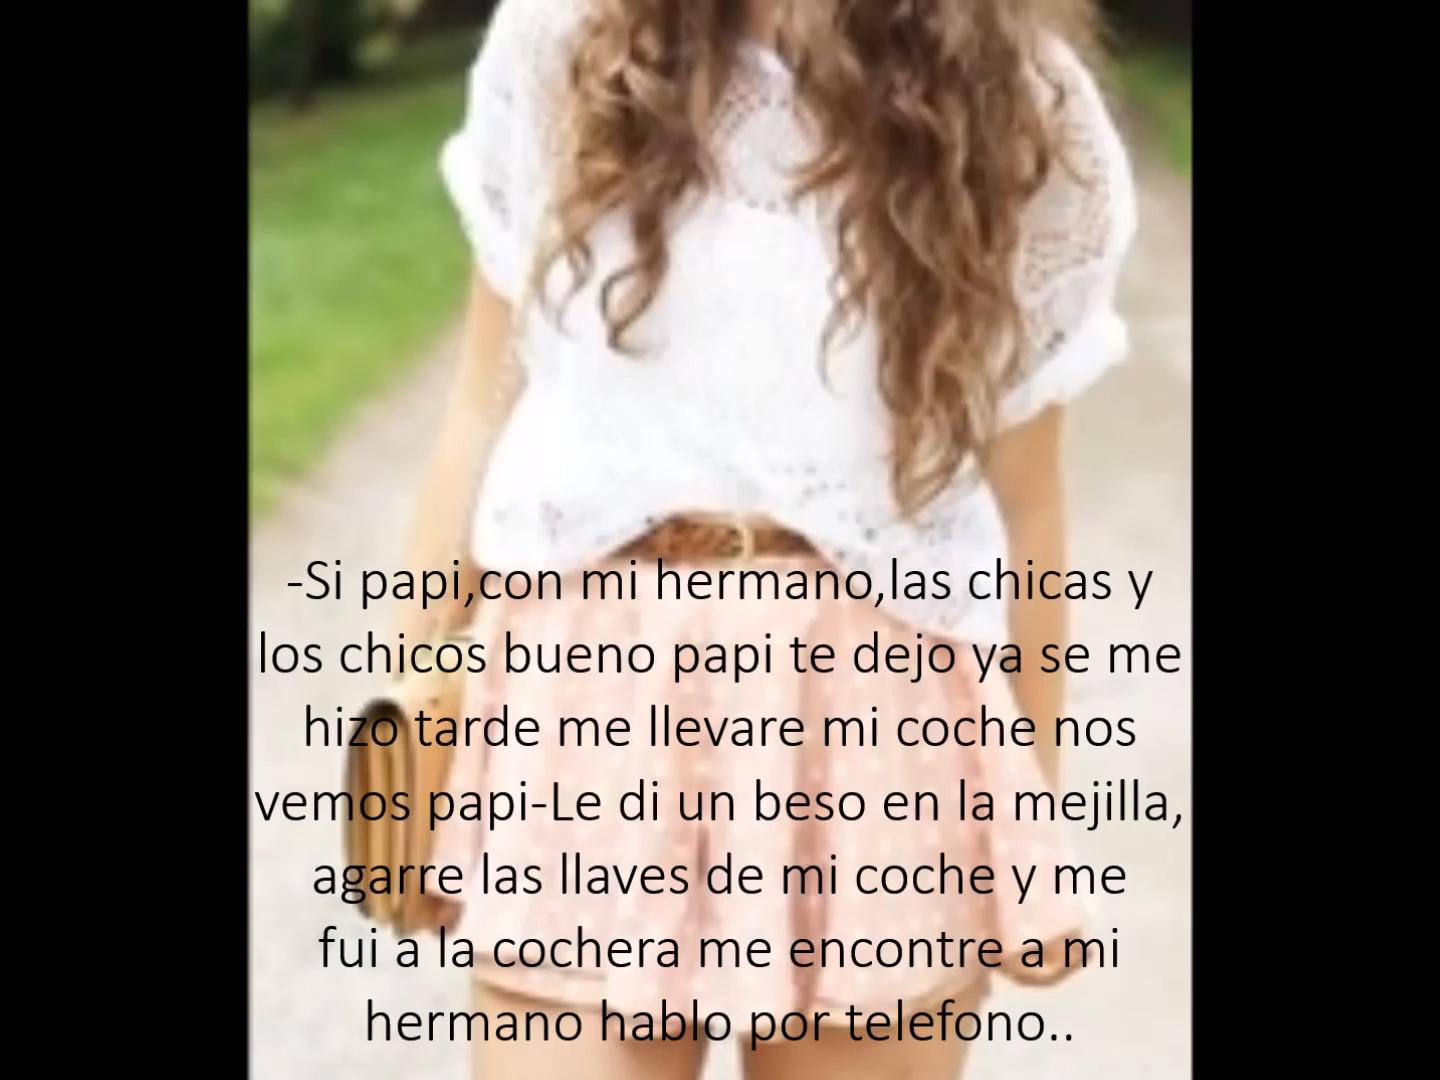 -Si papi,con mi hermano,las chicas y
los chicos bueno papi te dejo ya se me
hizo tarde me llevare mi coche nos
vemos papi-Le di un beso en la mejilla,
agarre las llaves de mi coche y me
fui a la cochera me encontre a mi
hermano hablo por telefono..